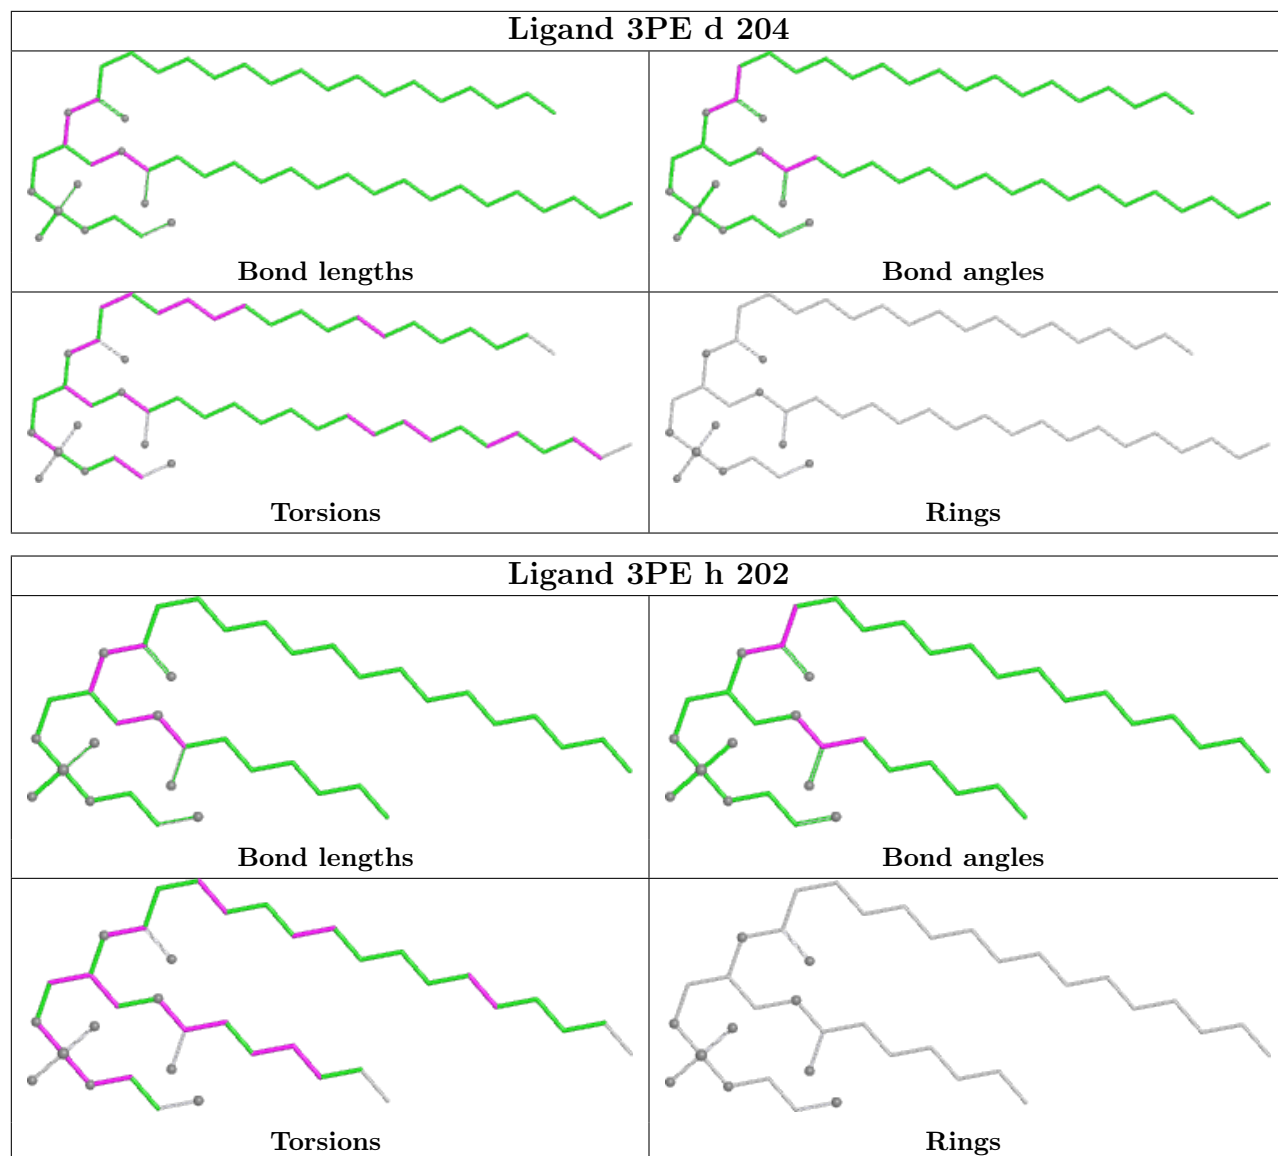 Ligand 3PE d 204
Bond lengths
Bond angles
Torsions
Rings
Ligand 3PE h 202
Bond lengths
Bond angles
Torsions
Rings